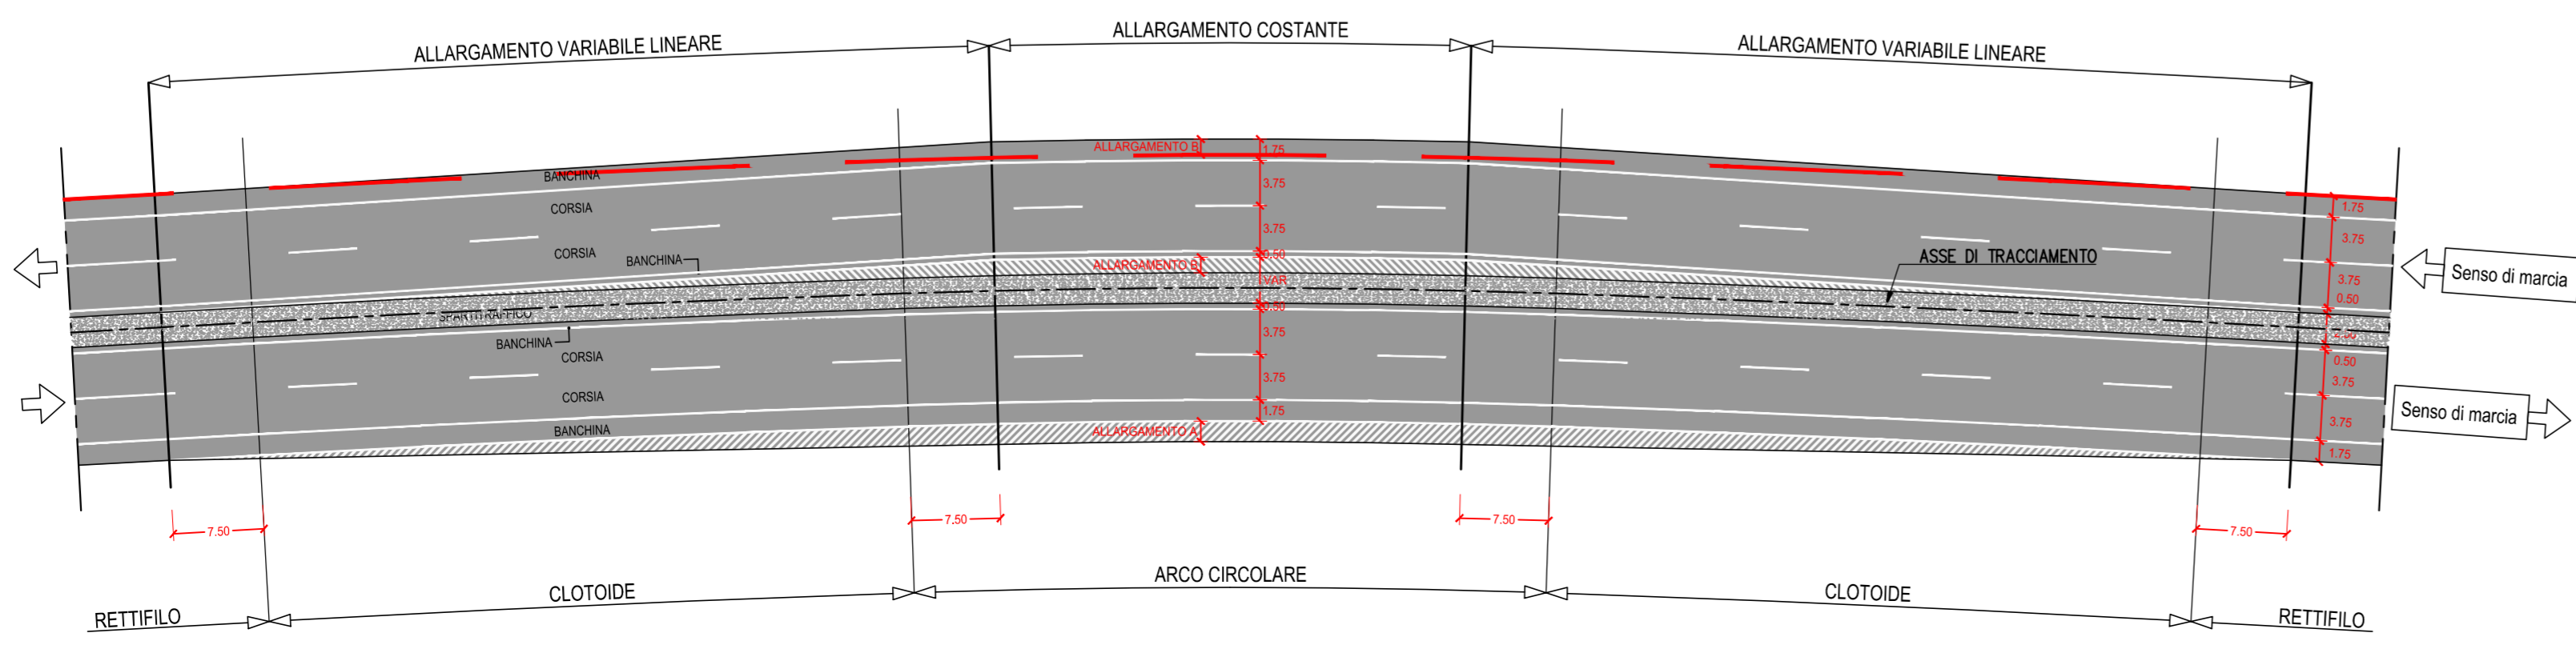 ALLARGAMENTO VARIABILE LINEARE
ALLARGAMENTO COSTANTE
ALLARGAMENTO VARIABILE LINEARE
ALLARGAMENTO B
1.75
BANCHINA
3.75
CORSIA
1.75
3.75
3.75
CORSIA
BANCHINA
0.50
ASSE DI TRACCIAMENTO
ALLARGAMENTO B
VAR
3.75
Senso di marcia
0.50
0.50
SPARTITRAFFICO
2.50
BANCHINA
3.75
0.50
CORSIA
3.75
3.75
CORSIA
1.75
3.75
Senso di marcia
BANCHINA
ALLARGAMENTO A
1.75
7.50
7.50
7.50
7.50
RETTIFILO
CLOTOIDE
ARCO CIRCOLARE
CLOTOIDE
RETTIFILO